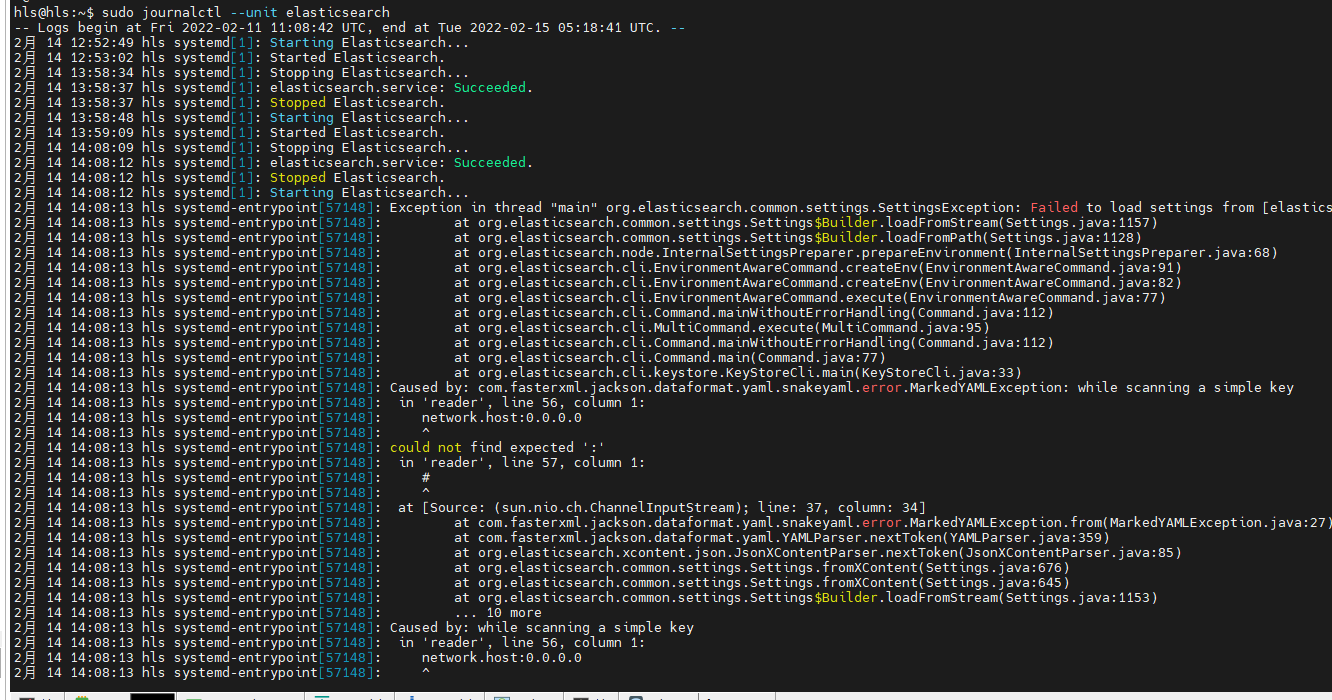 hls@hls:~$ sudo journalctl --unit elasticsearch
-- Logs begin at Fri 2022-02-11 11:08:42 UTC, end at Tue 2022-02-15 05:18:41 UTC. --
2月 14 12:52:49 hls systemd[1]: Starting Elasticsearch...
2月 14 12:53:02 hls systemd[1]: Started Elasticsearch.
2月 14 13:58:34 hls systemd[1]: Stopping Elasticsearch...
2月 14 13:58:37 hls systemd[1]: elasticsearch.service: Succeeded.
2月 14 13:58:37 hls systemd[1]: Stopped Elasticsearch.
2月 14 13:58:48 hls systemd[1]: Starting Elasticsearch...
2月 14 13:59:09 hls systemd[1]: Started Elasticsearch.
2月 14 14:08:09 hls systemd[1]: Stopping Elasticsearch...
2月 14 14:08:12 hls systemd[1]: elasticsearch.service: Succeeded.
2月 14 14:08:12 hls systemd[1]: Stopped Elasticsearch.
2月 14 14:08:12 hls systemd[1]: Starting Elasticsearch...
2月 14 14:08:13 hls systemd-entrypoint[57148]: Exception in thread "main" org.elasticsearch.common.settings.SettingsException: Failed to load settings from [elastics
2月 14 14:08:13 hls systemd-entrypoint[57148]:         at org.elasticsearch.common.settings.Settings$Builder.loadFromStream(Settings.java:1157)
2月 14 14:08:13 hls systemd-entrypoint[57148]:         at org.elasticsearch.common.settings.Settings$Builder.loadFromPath(Settings.java:1128)
2月 14 14:08:13 hls systemd-entrypoint[57148]:         at org.elasticsearch.node.InternalSettingsPreparer.prepareEnvironment(InternalSettingsPreparer.java:68)
2月 14 14:08:13 hls systemd-entrypoint[57148]:         at org.elasticsearch.cli.EnvironmentAwareCommand.createEnv(EnvironmentAwareCommand.java:91)
2月 14 14:08:13 hls systemd-entrypoint[57148]:         at org.elasticsearch.cli.EnvironmentAwareCommand.createEnv(EnvironmentAwareCommand.java:82)
2月 14 14:08:13 hls systemd-entrypoint[57148]:         at org.elasticsearch.cli.EnvironmentAwareCommand.execute(EnvironmentAwareCommand.java:77)
2月 14 14:08:13 hls systemd-entrypoint[57148]:         at org.elasticsearch.cli.Command.mainWithoutErrorHandling(Command.java:112)
2月 14 14:08:13 hls systemd-entrypoint[57148]:         at org.elasticsearch.cli.MultiCommand.execute(MultiCommand.java:95)
2月 14 14:08:13 hls systemd-entrypoint[57148]:         at org.elasticsearch.cli.Command.mainWithoutErrorHandling(Command.java:112)
2月 14 14:08:13 hls systemd-entrypoint[57148]:         at org.elasticsearch.cli.Command.main(Command.java:77)
2月 14 14:08:13 hls systemd-entrypoint[57148]:         at org.elasticsearch.cli.keystore.KeyStoreCli.main(KeyStoreCli.java:33)
2月 14 14:08:13 hls systemd-entrypoint[57148]: Caused by: com.fasterxml.jackson.dataformat.yaml.snakeyaml.error.MarkedYAMLException: while scanning a simple key
2月 14 14:08:13 hls systemd-entrypoint[57148]:  in 'reader', line 56, column 1:
2月 14 14:08:13 hls systemd-entrypoint[57148]:     network.host:0.0.0.0
2月 14 14:08:13 hls systemd-entrypoint[57148]:     ^
2月 14 14:08:13 hls systemd-entrypoint[57148]: could not find expected ':'
2月 14 14:08:13 hls systemd-entrypoint[57148]:  in 'reader', line 57, column 1:
2月 14 14:08:13 hls systemd-entrypoint[57148]:     #
2月 14 14:08:13 hls systemd-entrypoint[57148]:     ^
2月 14 14:08:13 hls systemd-entrypoint[57148]:  at [Source: (sun.nio.ch.ChannelInputStream); line: 37, column: 34]
2月 14 14:08:13 hls systemd-entrypoint[57148]:         at com.fasterxml.jackson.dataformat.yaml.snakeyaml.error.MarkedYAMLException.from(MarkedYAMLException.java:27)
2月 14 14:08:13 hls systemd-entrypoint[57148]:         at com.fasterxml.jackson.dataformat.yaml.YAMLParser.nextToken(YAMLParser.java:359)
2月 14 14:08:13 hls systemd-entrypoint[57148]:         at org.elasticsearch.xcontent.json.JsonXContentParser.nextToken(JsonXContentParser.java:85)
2月 14 14:08:13 hls systemd-entrypoint[57148]:         at org.elasticsearch.common.settings.Settings.fromXContent(Settings.java:676)
2月 14 14:08:13 hls systemd-entrypoint[57148]:         at org.elasticsearch.common.settings.Settings.fromXContent(Settings.java:645)
2月 14 14:08:13 hls systemd-entrypoint[57148]:         at org.elasticsearch.common.settings.Settings$Builder.loadFromStream(Settings.java:1153)
2月 14 14:08:13 hls systemd-entrypoint[57148]:         ... 10 more
2月 14 14:08:13 hls systemd-entrypoint[57148]: Caused by: while scanning a simple key
2月 14 14:08:13 hls systemd-entrypoint[57148]:  in 'reader', line 56, column 1:
2月 14 14:08:13 hls systemd-entrypoint[57148]:     network.host:0.0.0.0
2月 14 14:08:13 hls systemd-entrypoint[57148]:     ^